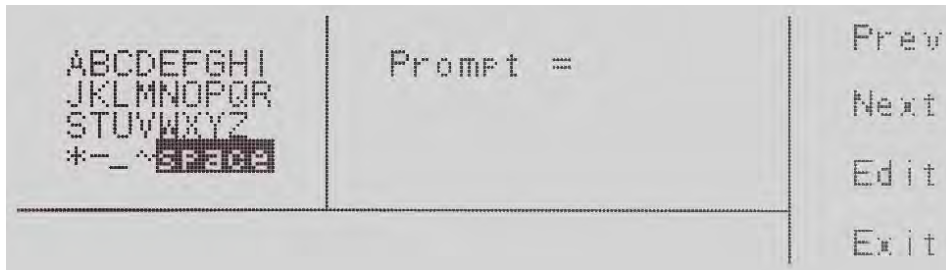 ABCDEFGHI
JKLMNOPQR
STUVWXYZ
*-_~space
Prompt =
Prev
Next
Edit
Exit